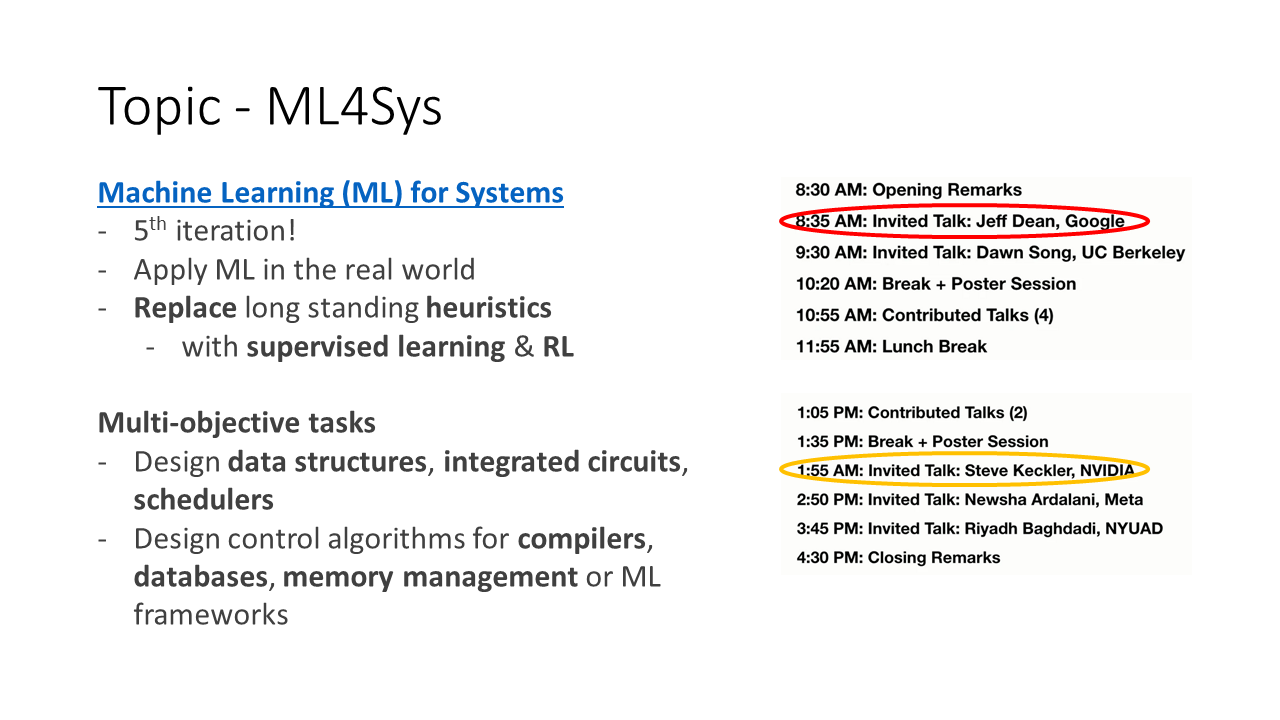 Topic - ML4Sys
Machine Learning (ML) for Systems
- 5th iteration!
- Apply ML in the real world
- Replace long standing heuristics
- with supervised learning & RL
Multi-objective tasks
- Design data structures, integrated circuits,
schedulers
- Design control algorithms for compilers,
databases, memory management or ML
frameworks
8:30 AM: Opening Remarks
8:35 AM: Invited Talk: Jeff Dean, Google
9:30 AM: Invited Talk: Dawn Song, UC Berkeley
10:20 AM: Break + Poster Session
10:55 AM: Contributed Talks (4)
11:55 AM: Lunch Break
1:05 PM: Contributed Talks (2)
1:35 PM: Break + Poster Session
1:55 AM: Invited Talk: Steve Keckler, NVIDIA
2:50 PM: Invited Talk: Newsha Ardalani, Meta
3:45 PM: Invited Talk: Riyadh Baghdadi, NYUAD
4:30 PM: Closing Remarks